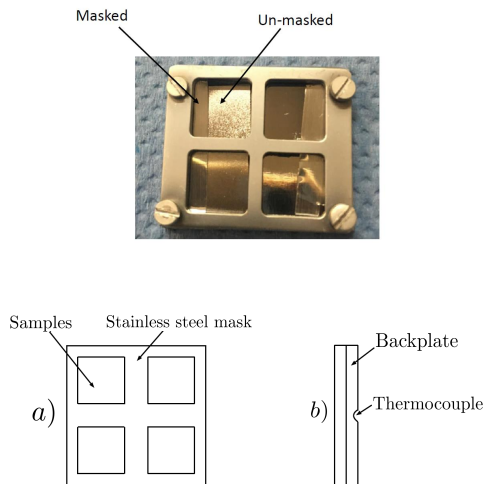 Masked
Un-masked
Samples
Stainless steel mask
Backplate
a)
b)
Thermocouple